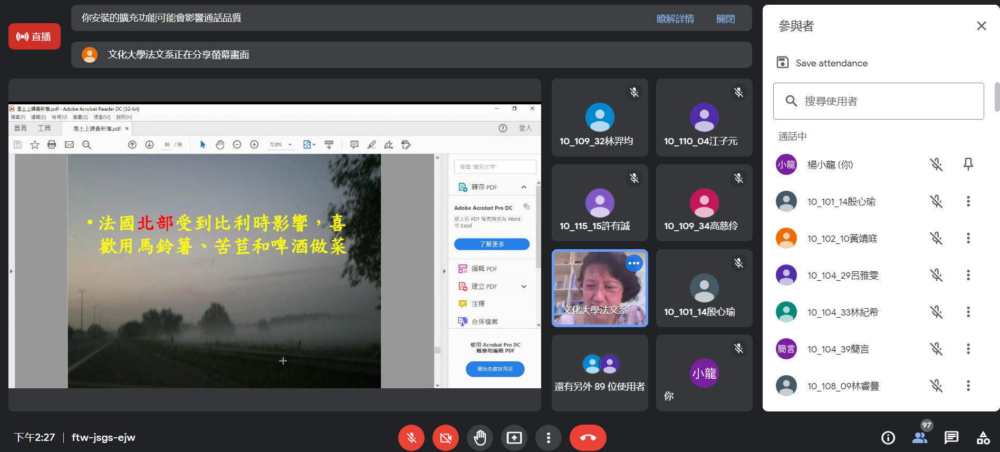 你安裝的擴充功能可能會影響通話品質
瞭解詳情
關閉
直播
文化大學法文系正在分享螢幕畫面
風土上課最新檔.pdf - Adobe Acrobat Reader DC (32-bit)
檔案(F) 編輯(E) 檢視(V) 簽署(S) 視窗(W) 說明(H)
首頁 工具 風土上課最新檔.pdf × 登入
86 / 98 72.8%
•法國北部受到比利時影響，喜
歡用馬鈴薯、苦苣和啤酒做菜
搜尋 '識別文字'
轉存 PDF
Adobe Acrobat Pro DC
線上將 PDF 檔案轉換為 Word
或 Excel
了解更多
編輯 PDF
建立 PDF
注釋
合併檔案
使用 Acrobat Pro DC
轉換和編輯 PDF
開始免費試用版
10_109_32林羿均
10_110_04江子元
10_115_15許有誠
10_109_34高慈伶
文化大學法文系
10_101_14殷心瑜
還有另外 89 位使用者
小龍
你
參與者
Save attendance
搜尋使用者
通話中
小龍 楊小龍 (你)
10_101_14殷心瑜
10_102_10黃靖庭
10_104_29呂雅雯
10_104_33林紀希
簡言 10_104_39簡言
10_108_09林睿豐
下午2:27 | ftw-jsgs-ejw
97